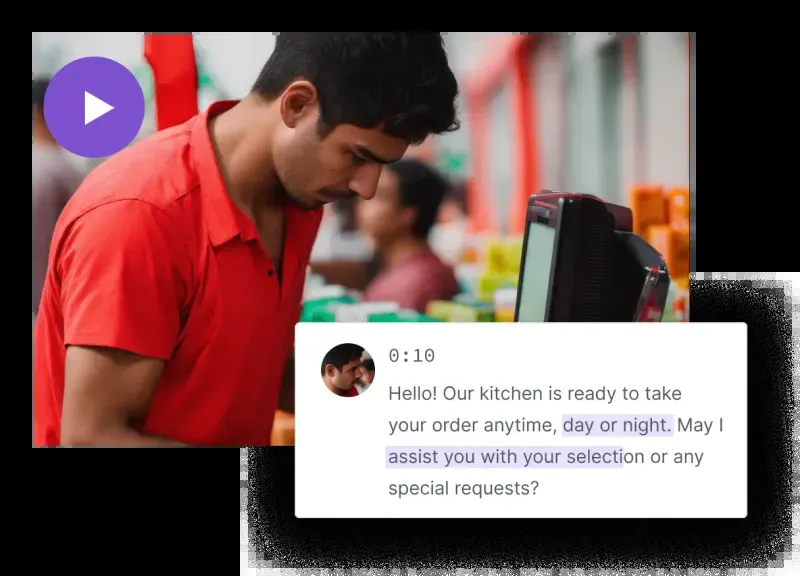 0:10
Hello! Our kitchen is ready to take
your order anytime, day or night. May I
assist you with your selection or any
special requests?